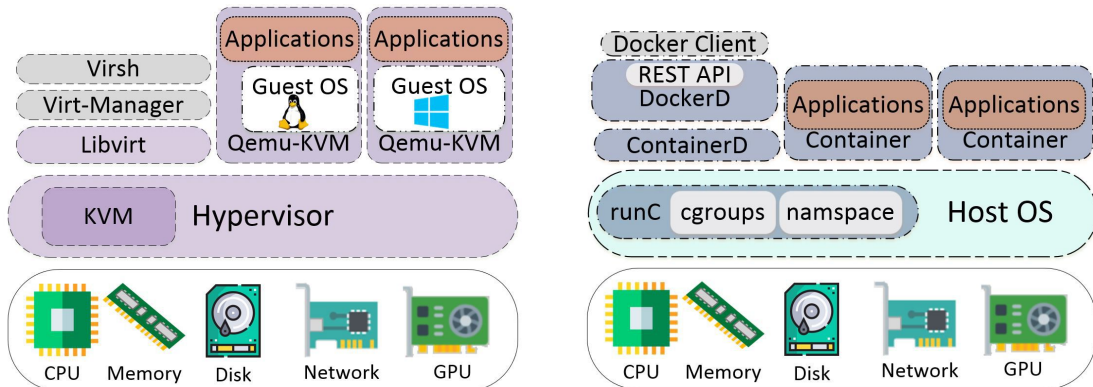 Applications Applications
Virsh
Virt-Manager
Libvirt
Guest OS Guest OS
Qemu-KVM Qemu-KVM
KVM Hypervisor
CPU Memory Disk Network GPU
Docker Client
REST API
DockerD
ContainerD
Applications Applications
Container Container
runC cgroups namspace Host OS
CPU Memory Disk Network GPU